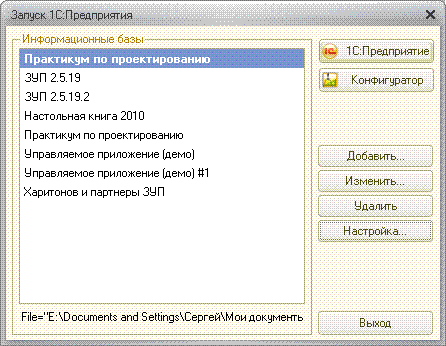 Запуск 1С:Предприятия
Информационные базы
Практикум по проектированию
ЗУП 2.5.19
ЗУП 2.5.19.2
Настольная книга 2010
Практикум по проектированию
Управляемое приложение (демо)
Управляемое приложение (демо) #1
Харитонов и партнеры ЗУП
File="E:\Documents and Settings\Сергей\Мои документь
1С:Предприятие
Конфигуратор
Добавить...
Изменить...
Удалить
Настройка...
Выход